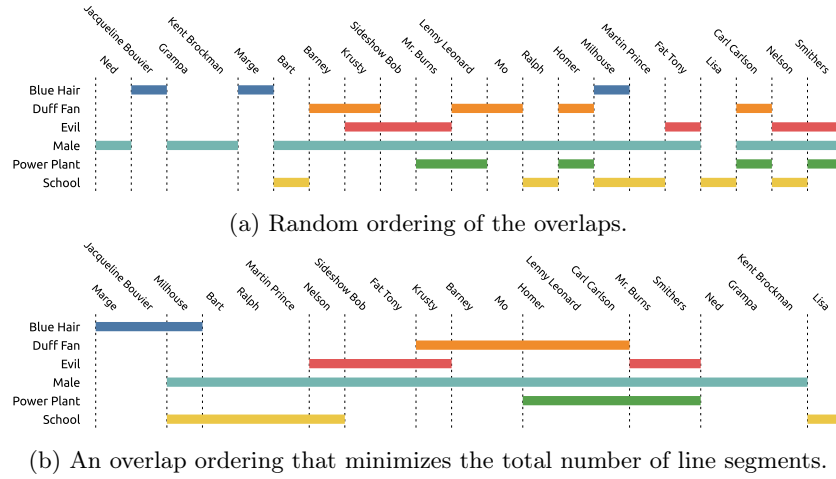 Ned
Jacqueline Bouvier
Grampa
Kent Brockman
Marge
Bart
Barney
Krusty
Sideshow Bob
Mr. Burns
Lenny Leonard
Mo
Ralph
Homer
Milhouse
Martin Prince
Fat Tony
Lisa
Carl Carlson
Nelson
Smithers
Blue Hair
Duff Fan
Evil
Male
Power Plant
School
(a) Random ordering of the overlaps.
Marge
Jacqueline Bouvier
Milhouse
Bart
Ralph
Martin Prince
Nelson
Sideshow Bob
Fat Tony
Krusty
Barney
Mo
Homer
Lenny Leonard
Carl Carlson
Mr. Burns
Smithers
Ned
Grampa
Kent Brockman
Lisa
Blue Hair
Duff Fan
Evil
Male
Power Plant
School
(b) An overlap ordering that minimizes the total number of line segments.